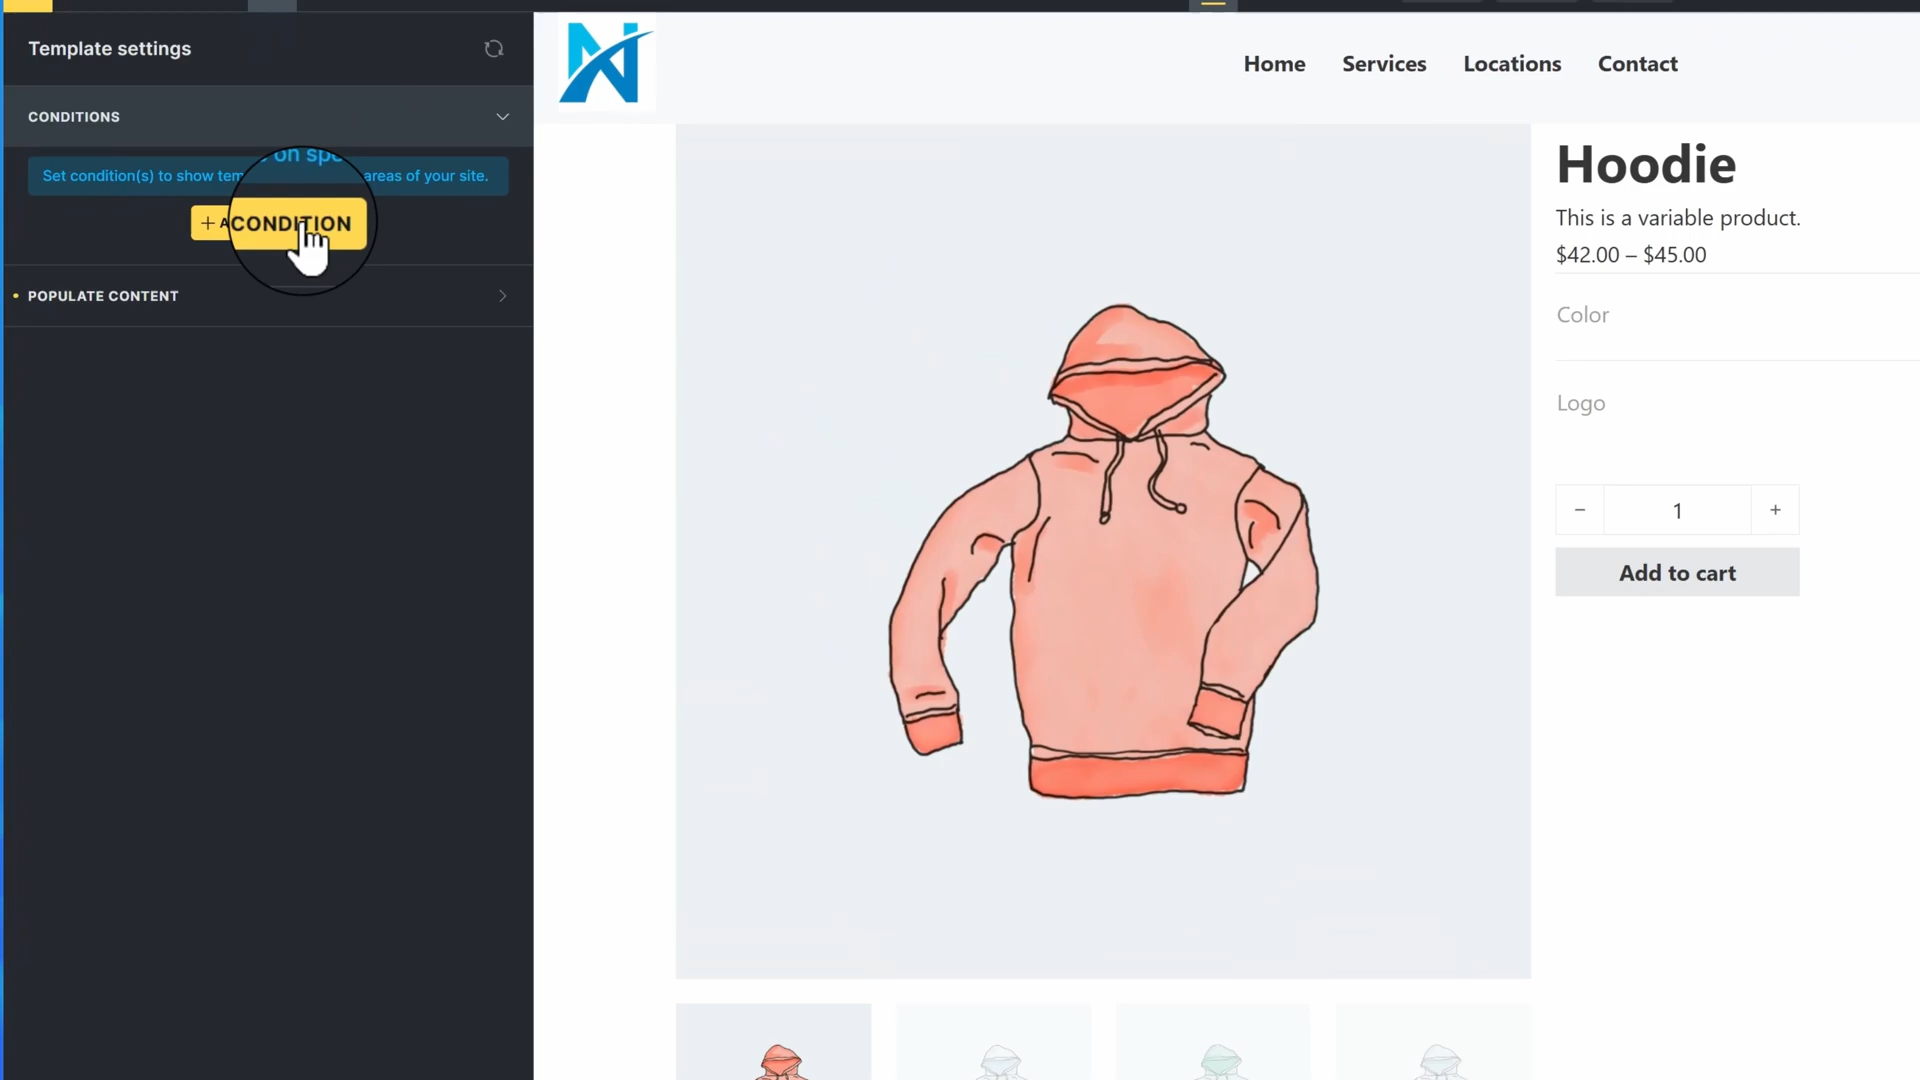 Template settings
CONDITIONS
on spe
Set condition(s) to show tem areas of your site.
+ A CONDITION
POPULATE CONTENT
Home Services Locations Contact
Hoodie
This is a variable product.
$42.00 – $45.00
Color
Logo
− 1 +
Add to cart